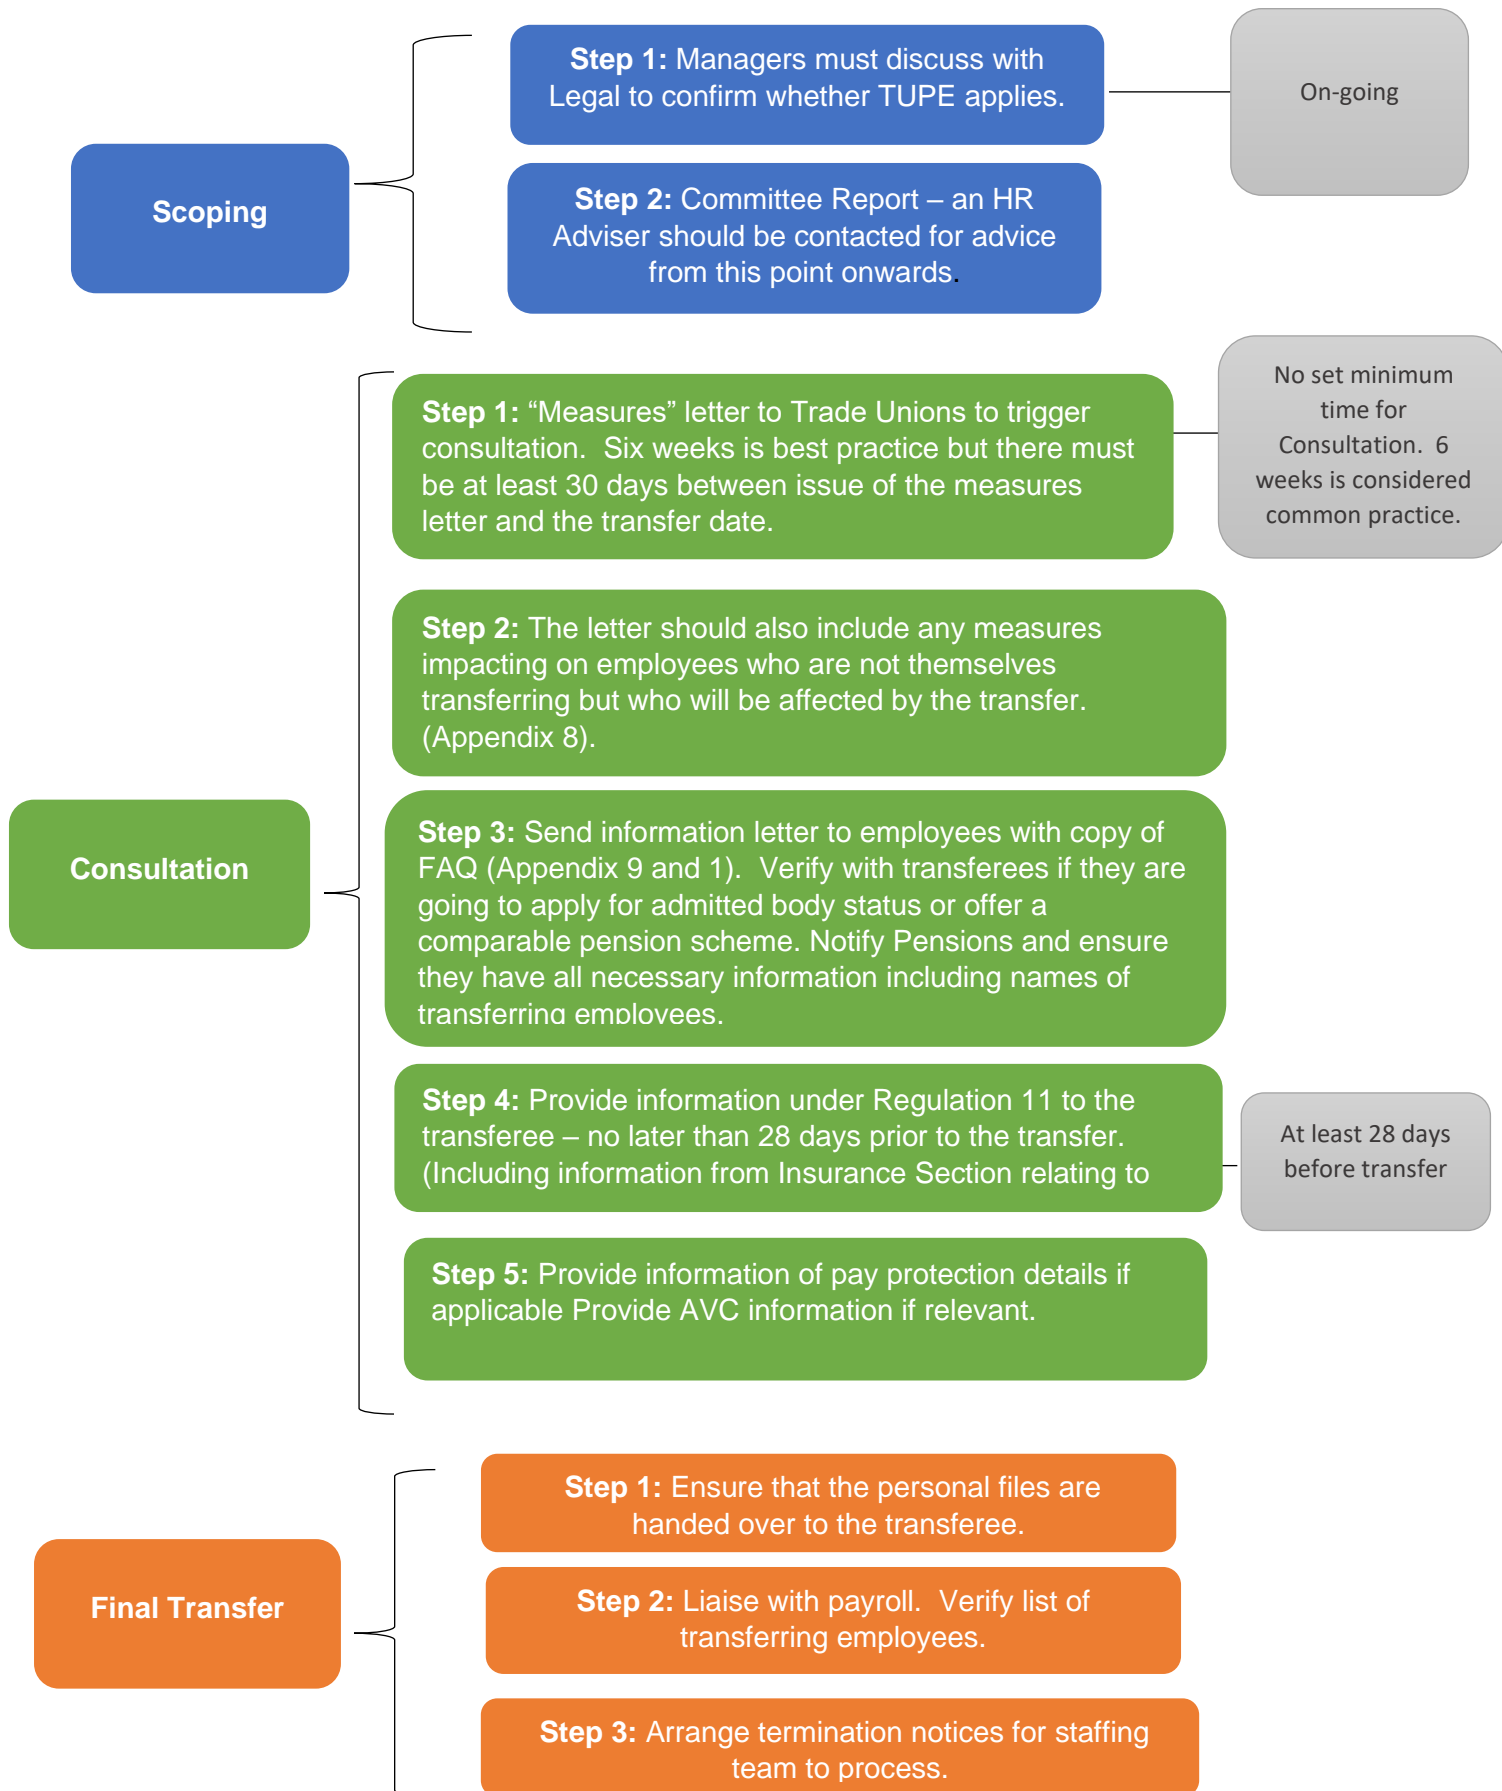 Step 1: Managers must discuss with
Legal to confirm whether TUPE applies.
On-going
Scoping
Step 2: Committee Report – an HR
Adviser should be contacted for advice
from this point onwards.
Step 1: “Measures” letter to Trade Unions to trigger
consultation.  Six weeks is best practice but there must
be at least 30 days between issue of the measures
letter and the transfer date.
No set minimum
time for
Consultation.  6
weeks is considered
common practice.
Step 2: The letter should also include any measures
impacting on employees who are not themselves
transferring but who will be affected by the transfer.
(Appendix 8).
Consultation
Step 3: Send information letter to employees with copy of
FAQ (Appendix 9 and 1).  Verify with transferees if they are
going to apply for admitted body status or offer a
comparable pension scheme. Notify Pensions and ensure
they have all necessary information including names of
transferring employees.
Step 4: Provide information under Regulation 11 to the
transferee – no later than 28 days prior to the transfer.
(Including information from Insurance Section relating to
At least 28 days
before transfer
Step 5: Provide information of pay protection details if
applicable Provide AVC information if relevant.
Step 1: Ensure that the personal files are
handed over to the transferee.
Final Transfer
Step 2: Liaise with payroll.  Verify list of
transferring employees.
Step 3: Arrange termination notices for staffing
team to process.